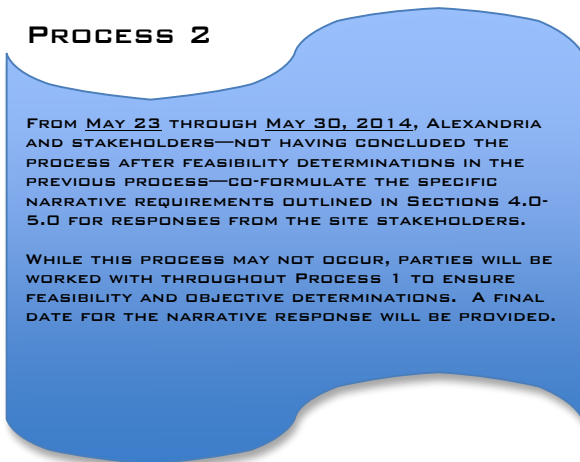 Process 2
From May 23 through May 30, 2014, Alexandria
and stakeholders—not having concluded the
process after feasibility determinations in the
previous process—co-formulate the specific
narrative requirements outlined in Sections 4.0-
5.0 for responses from the site stakeholders.
While this process may not occur, parties will be
worked with throughout Process 1 to ensure
feasibility and objective determinations. A final
date for the narrative response will be provided.